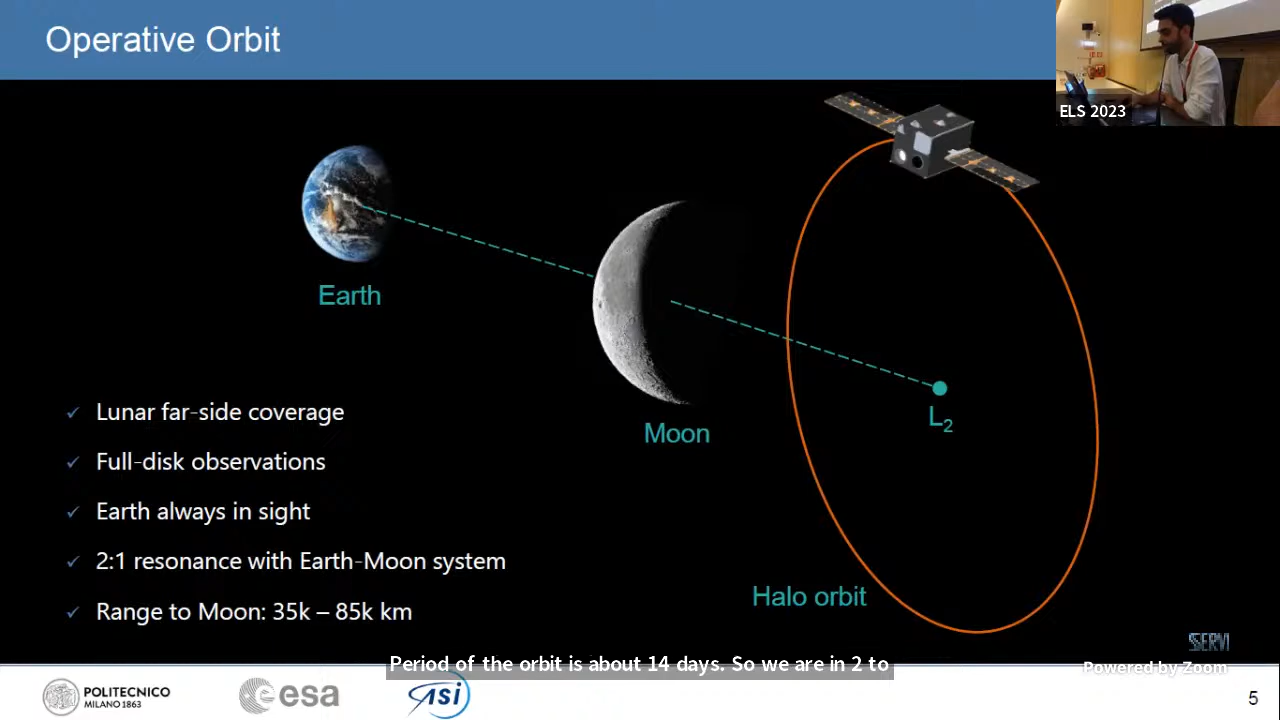 Operative Orbit
ELS 2023
Earth
Moon
L2
Halo orbit
✓ Lunar far-side coverage
✓ Full-disk observations
✓ Earth always in sight
✓ 2:1 resonance with Earth-Moon system
✓ Range to Moon: 35k – 85k km
SSERVI
Period of the orbit is about 14 days. So we are in 2 to
Powered by Zoom
POLITECNICO
MILANO 1863
esa
ASI
5